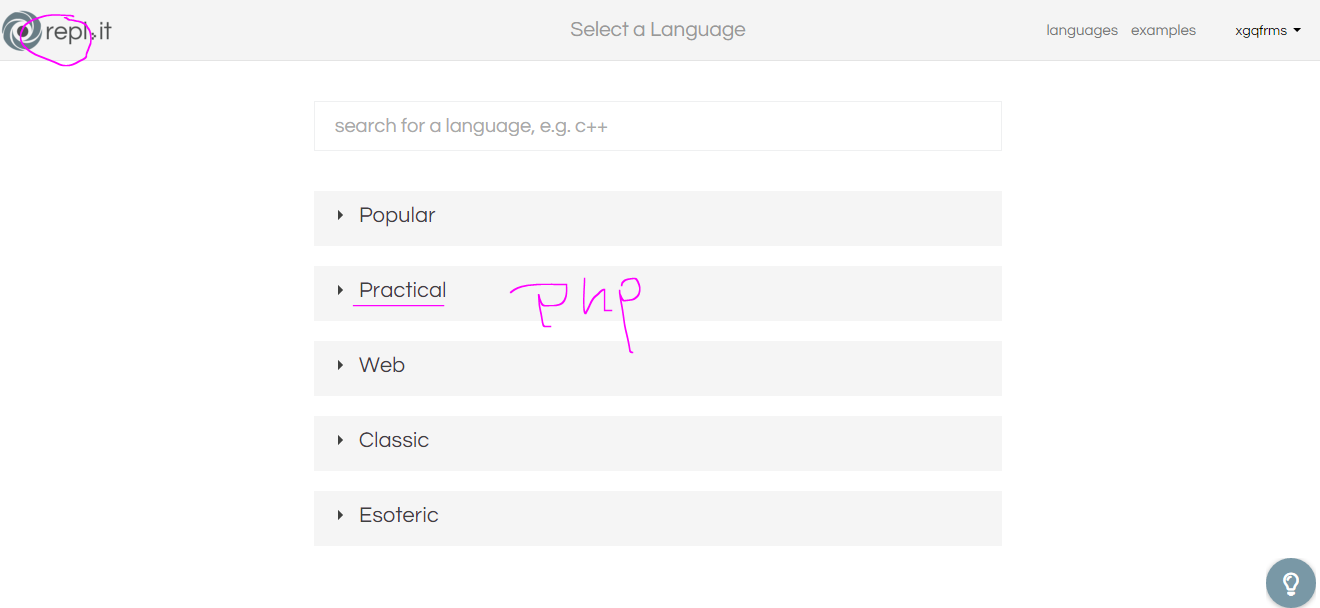 repl.it
Select a Language
languages examples xgqfrms
search for a language, e.g. c++
Popular
Practical php
Web
Classic
Esoteric